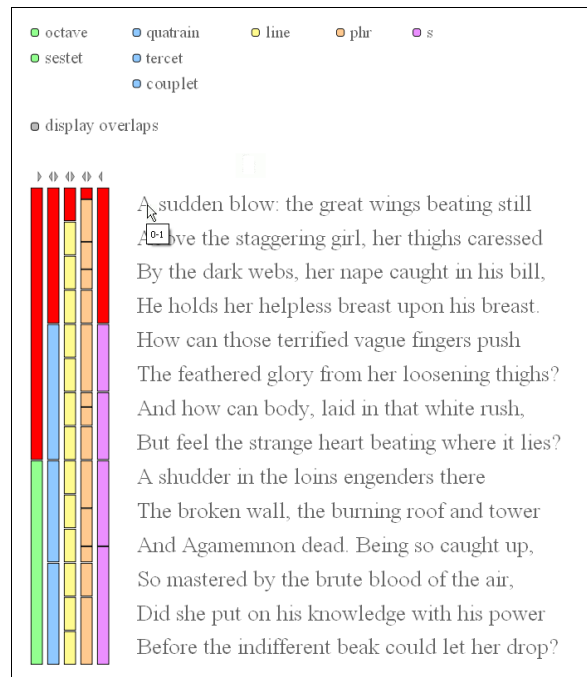 octave quatrain line phr s
sestet tercet
couplet
display overlaps
A sudden blow: the great wings beating still
0-1
ove the staggering girl, her thighs caressed
By the dark webs, her nape caught in his bill,
He holds her helpless breast upon his breast.
How can those terrified vague fingers push
The feathered glory from her loosening thighs?
And how can body, laid in that white rush,
But feel the strange heart beating where it lies?
A shudder in the loins engenders there
The broken wall, the burning roof and tower
And Agamemnon dead. Being so caught up,
So mastered by the brute blood of the air,
Did she put on his knowledge with his power
Before the indifferent beak could let her drop?